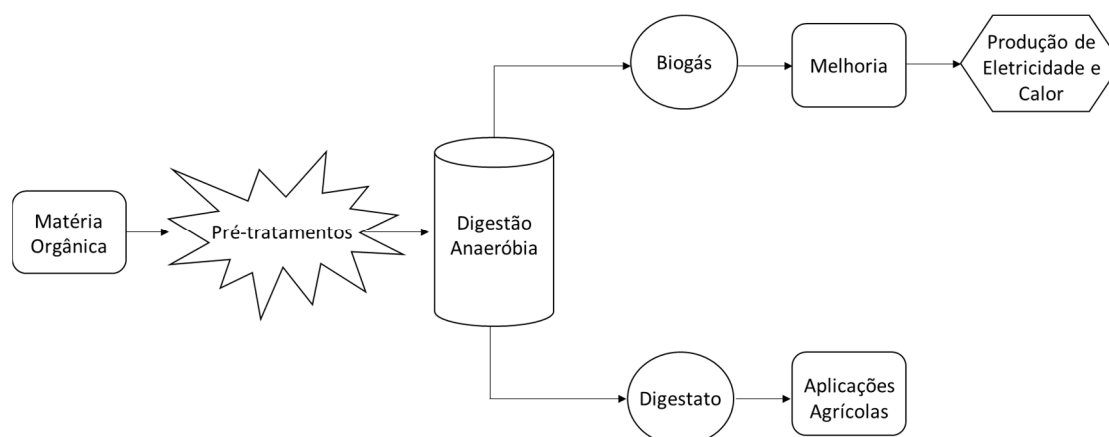 Matéria
Orgânica
Pré-tratamentos
Digestão
Anaeróbia
Biogás
Melhoria
Produção de
Eletricidade e
Calor
Digestato
Aplicações
Agrícolas